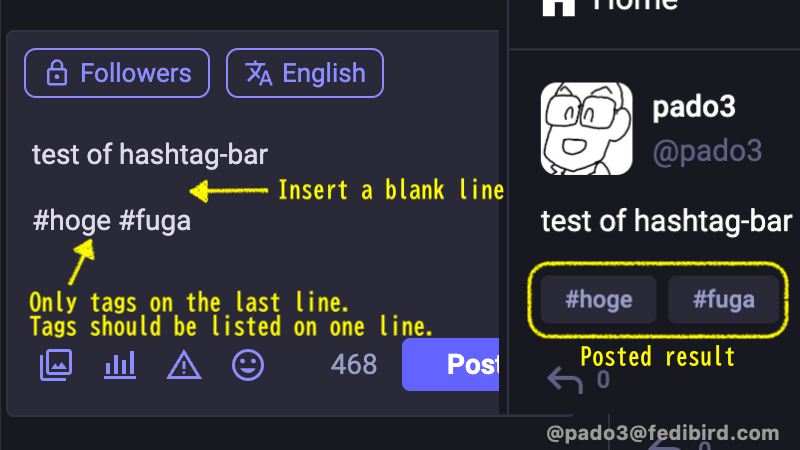 Home
Followers
English
test of hashtag-bar
Insert a blank line
#hoge #fuga
Only tags on the last line.
Tags should be listed on one line.
468
Post
pado3
@pado3
test of hashtag-bar
#hoge
#fuga
Posted result
0
@pado3@fedibird.com
0